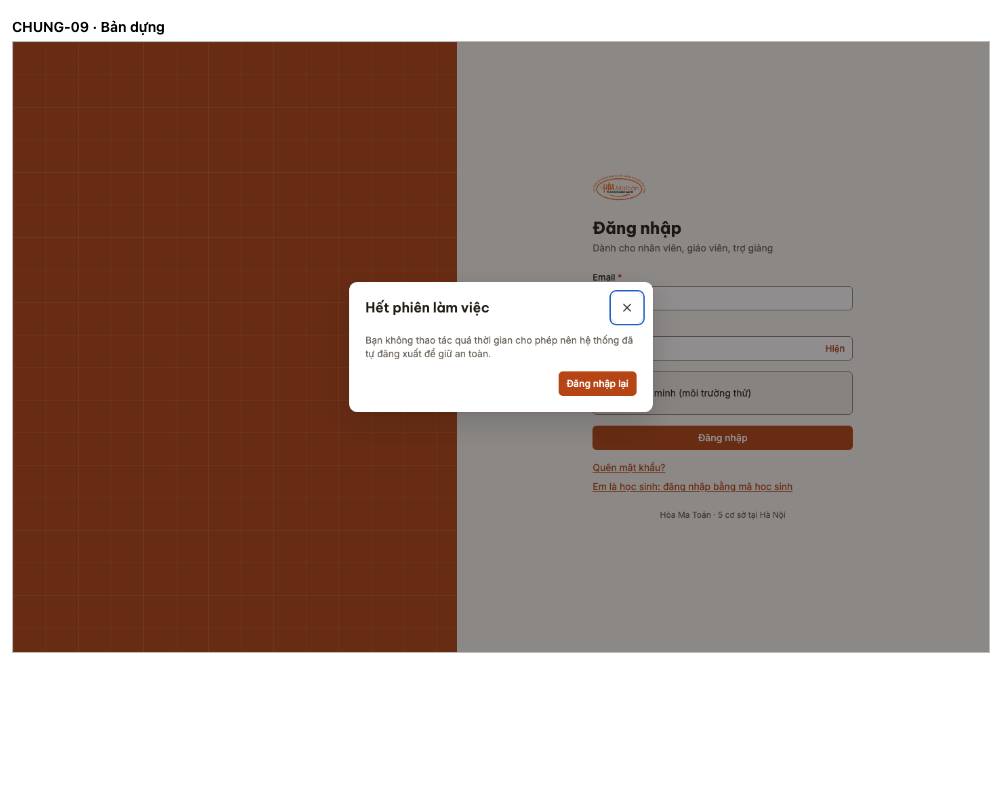 CHUNG-09 · Bản dựng
Đăng nhập
Dành cho nhân viên, giáo viên, trợ giảng
Email *
Hết phiên làm việc
Bạn không thao tác quá thời gian cho phép nên hệ thống đã
tự đăng xuất để giữ an toàn.
Đăng nhập lại
Hiện
minh (môi trường thử)
Đăng nhập
Quên mật khẩu?
Em là học sinh: đăng nhập bằng mã học sinh
Hòa Ma Toán · 5 cơ sở tại Hà Nội